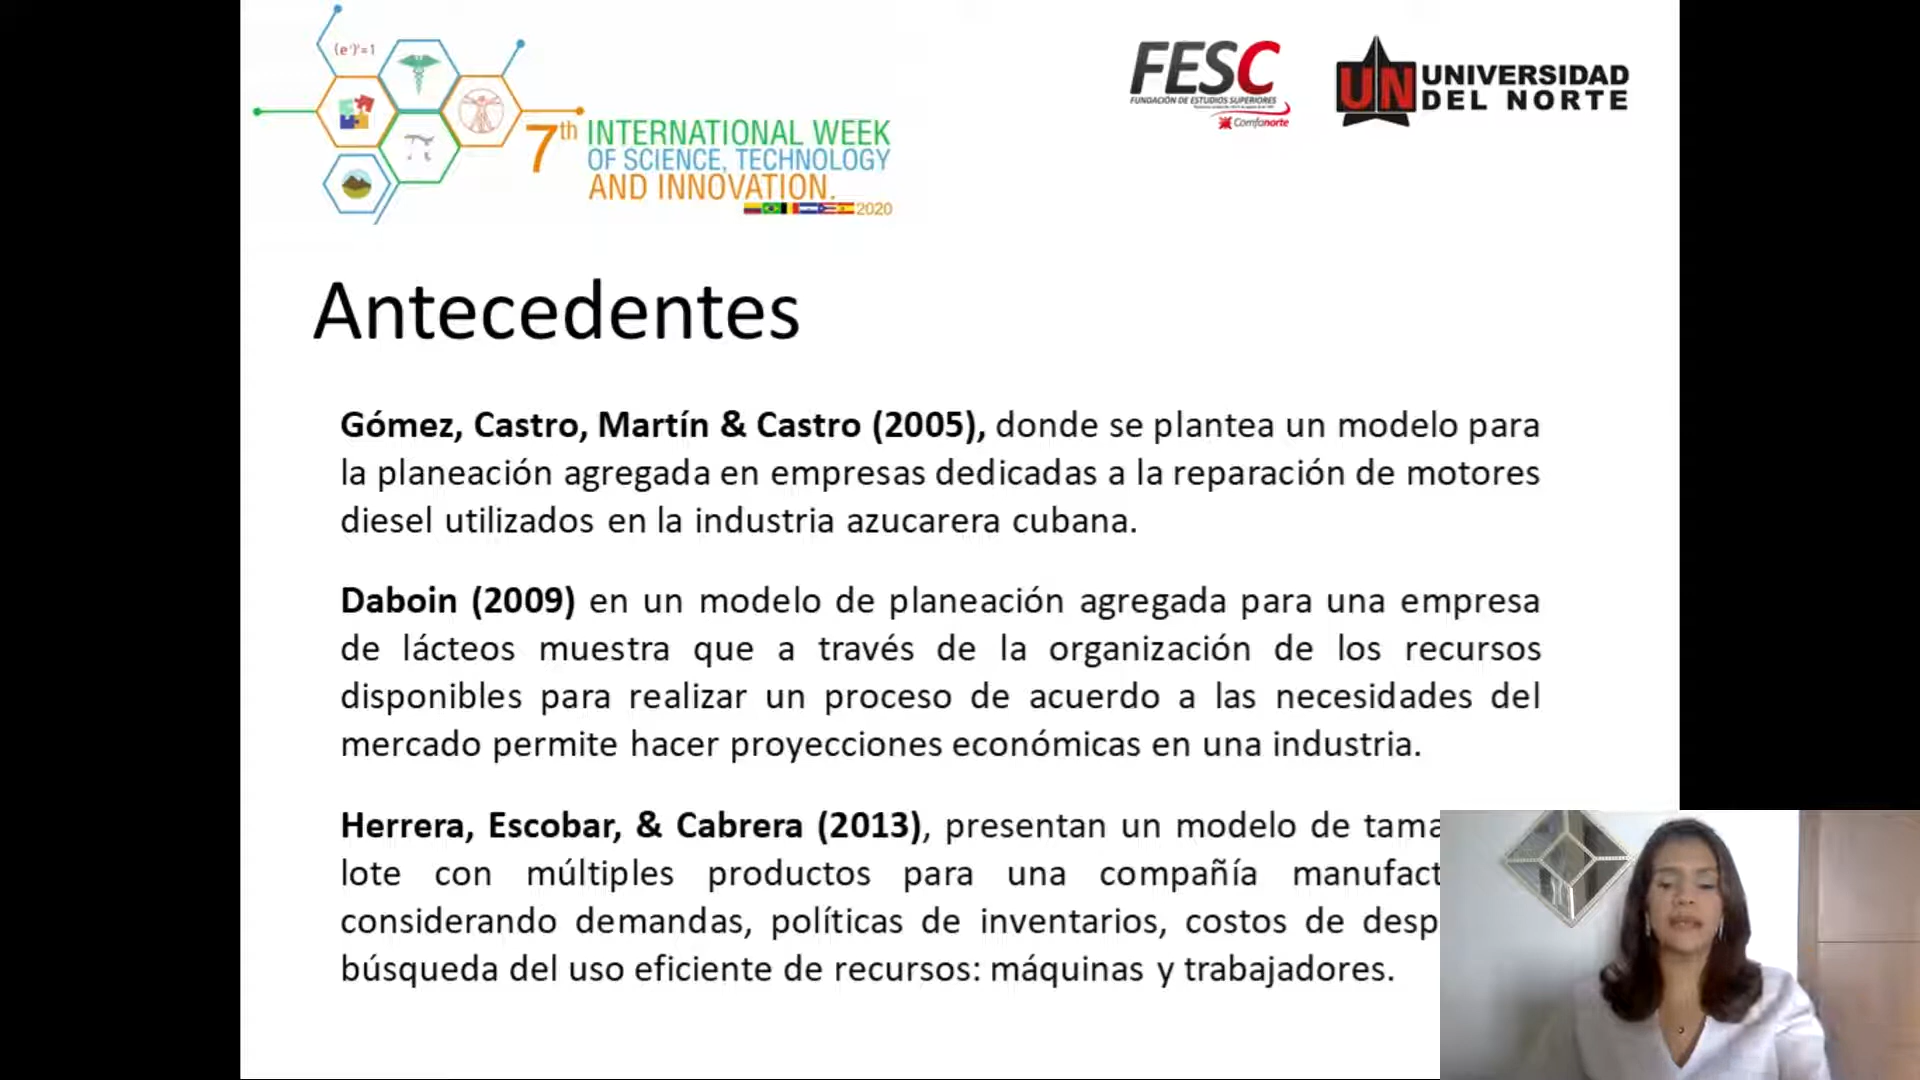 (eˣ)'=1
7th INTERNATIONAL WEEK
OF SCIENCE, TECHNOLOGY
AND INNOVATION.
2020
FESC
FUNDACIÓN DE ESTUDIOS SUPERIORES
Comfanorte
UN UNIVERSIDAD
DEL NORTE
Antecedentes
Gómez, Castro, Martín & Castro (2005), donde se plantea un modelo para
la planeación agregada en empresas dedicadas a la reparación de motores
diesel utilizados en la industria azucarera cubana.
Daboin (2009) en un modelo de planeación agregada para una empresa
de lácteos muestra que a través de la organización de los recursos
disponibles para realizar un proceso de acuerdo a las necesidades del
mercado permite hacer proyecciones económicas en una industria.
Herrera, Escobar, & Cabrera (2013), presentan un modelo de tama
lote con múltiples productos para una compañía manufact
considerando demandas, políticas de inventarios, costos de desp
búsqueda del uso eficiente de recursos: máquinas y trabajadores.